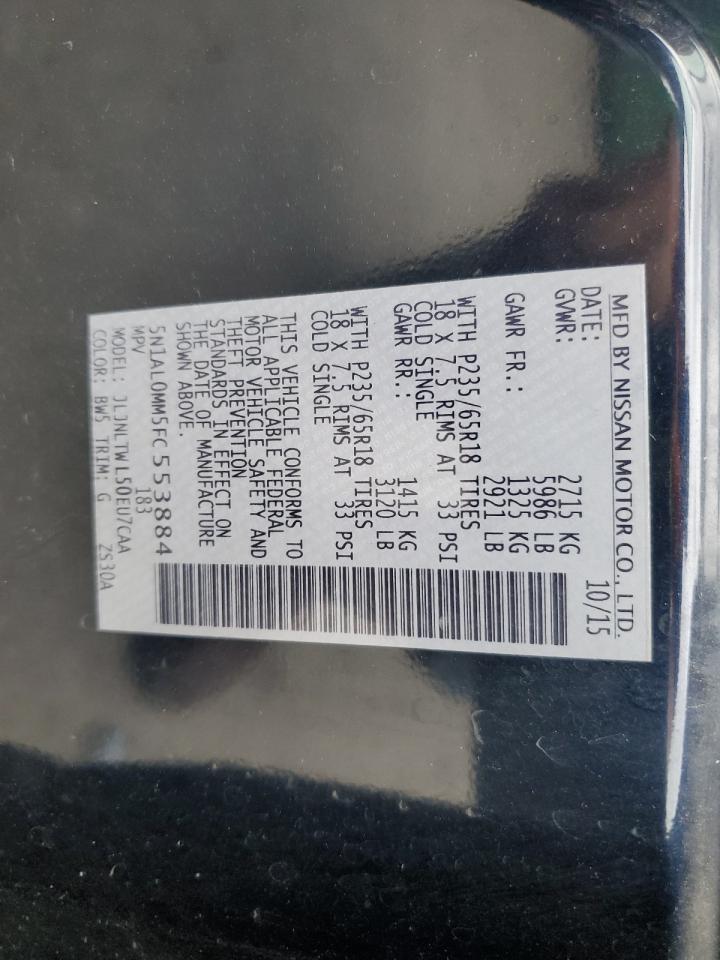 MFD BY NISSAN MOTOR CO., LTD.
DATE: 10/15
GVWR: 2715 KG
5986 LB
GAWR FR.: 1325 KG
2921 LB
WITH P235/65R18 TIRES
18 X 7.5 RIMS AT 33 PSI
COLD SINGLE
GAWR RR.: 1415 KG
3120 LB
WITH P235/65R18 TIRES
18 X 7.5 RIMS AT 33 PSI
COLD SINGLE
THIS VEHICLE CONFORMS TO
ALL APPLICABLE FEDERAL
MOTOR VEHICLE SAFETY AND
THEFT PREVENTION
STANDARDS IN EFFECT ON
THE DATE OF MANUFACTURE
SHOWN ABOVE.
5N1AL0MM5FC553884
MPV 183
MODEL: JLJNLTWL50EU7CAA
COLOR: BW5 TRIM: G ZS30A